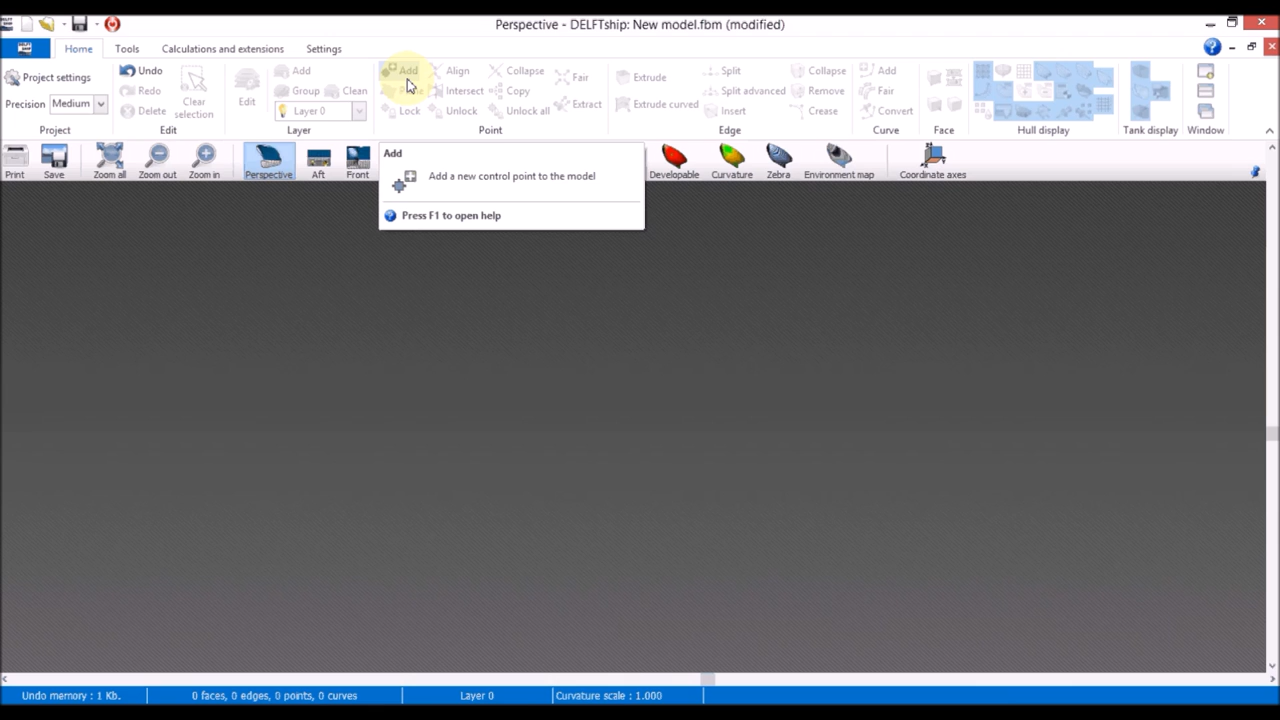 Perspective - DELFTship: New model.fbm (modified)
Home Tools Calculations and extensions Settings
Project settings
Precision Medium
Project
Undo
Redo
Delete
Clear selection
Edit
Edit
Add
Group Clean
Layer 0
Layer
Add Align Collapse Fair
Intersect Copy
Lock Unlock Unlock all Extract
Point
Extrude Split Collapse
Extrude curved Split advanced Remove
Insert Crease
Edge
Add
Fair
Convert
Curve
Face
Hull display
Tank display
Window
Print Save Zoom all Zoom out Zoom in Perspective Aft Front Developable Curvature Zebra Environment map Coordinate axes
Add
Add a new control point to the model
Press F1 to open help
Undo memory : 1 Kb. 0 faces, 0 edges, 0 points, 0 curves Layer 0 Curvature scale : 1.000